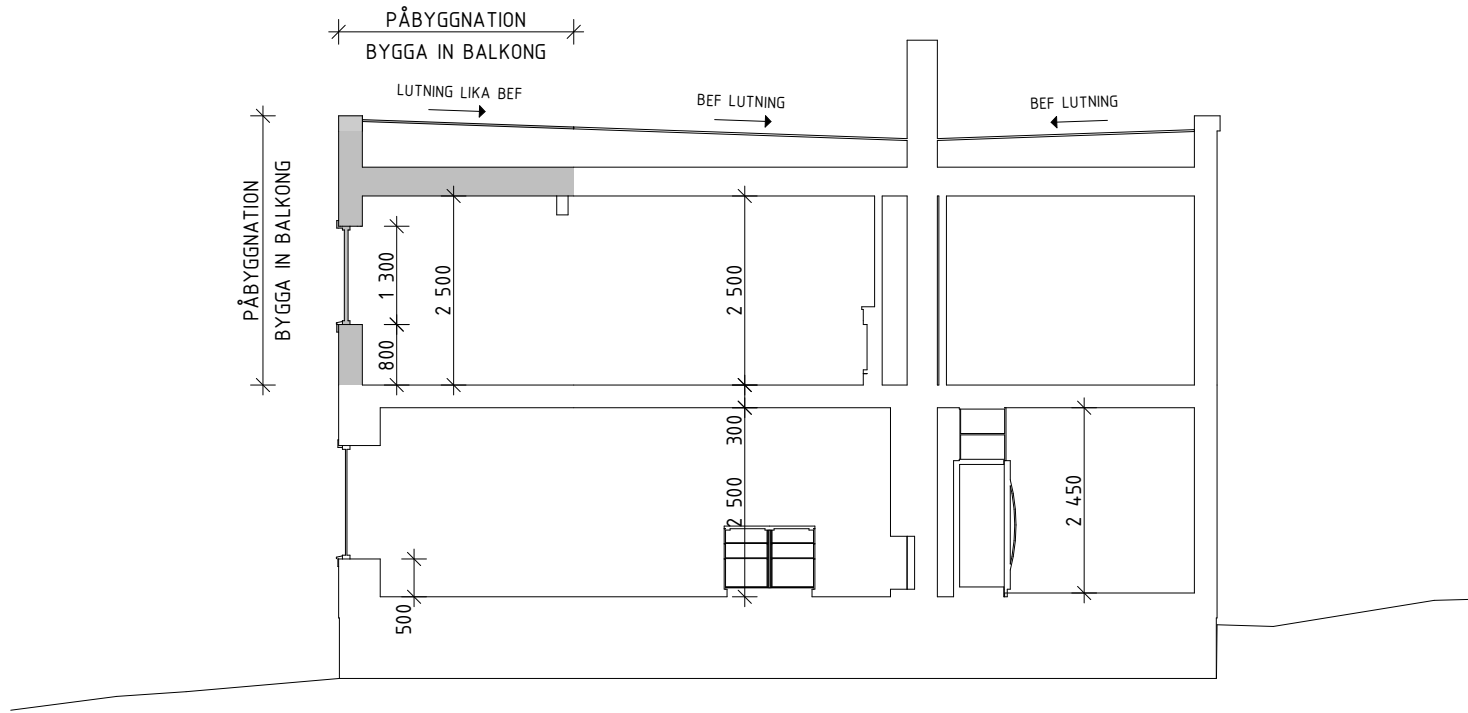 PÅBYGGNATION
BYGGA IN BALKONG
LUTNING LIKA BEF
BEF LUTNING
BEF LUTNING
PÅBYGGNATION
BYGGA IN BALKONG
1 300
800
2 500
2 500
300
2 500
2 450
500